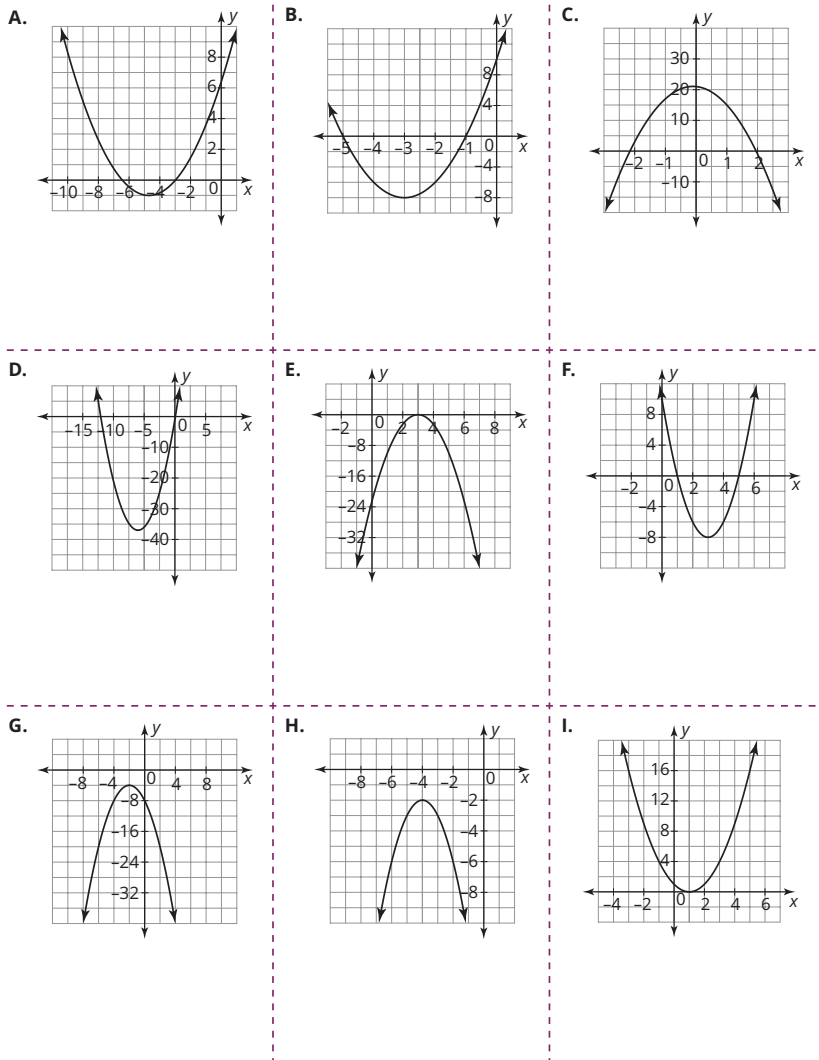 A.
y
8
6
4
2
–10 –8 –6 –4 –2 0 x
B.
y
8
4
–5 –4 –3 –2 –1 0 x
–4
–8
C.
y
30
20
10
–2 –1 0 1 2 x
–10
D.
y
–15 –10 –5 0 5 x
–10
–20
–30
–40
E.
y
–2 0 2 4 6 8 x
–8
–16
–24
–32
F.
y
8
4
–2 0 2 4 6 x
–4
–8
G.
y
–8 –4 0 4 8 x
–8
–16
–24
–32
H.
y
–8 –6 –4 –2 0 x
–2
–4
–6
–8
I.
y
16
12
8
4
–4 –2 0 2 4 6 x